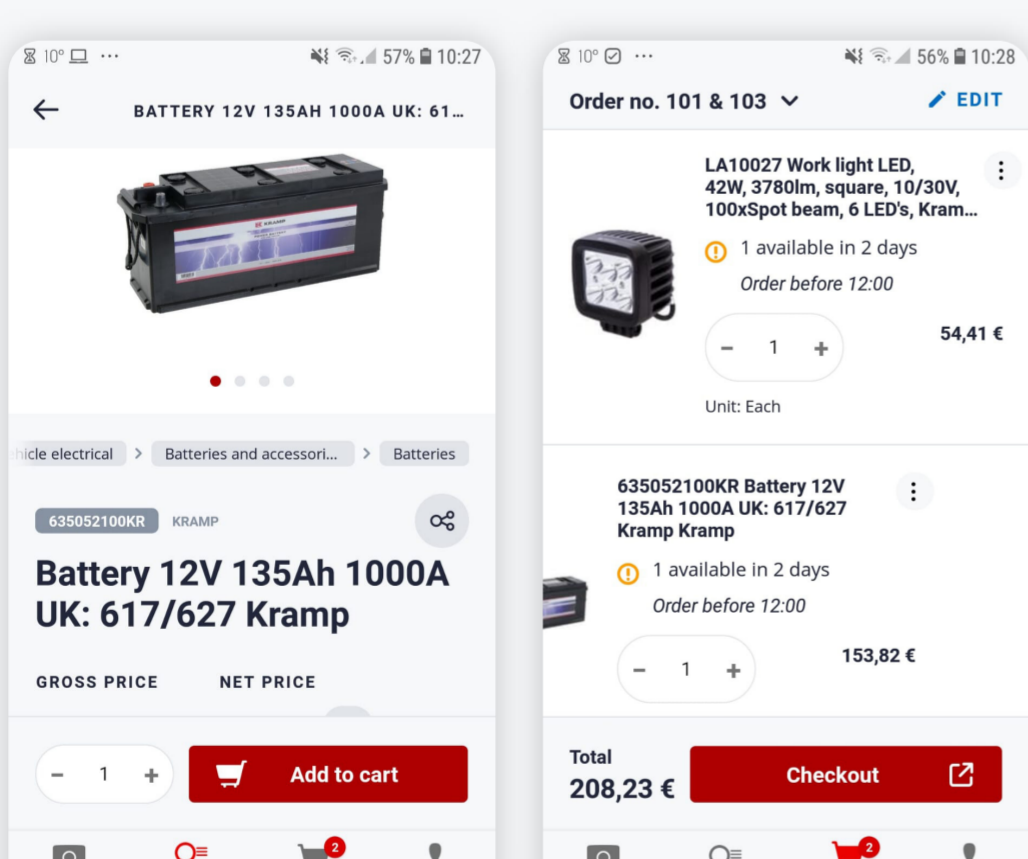 10° ... 57% 10:27
BATTERY 12V 135AH 1000A UK: 61…
KRAMP
hicle electrical > Batteries and accessori... > Batteries
635052100KR KRAMP
Battery 12V 135Ah 1000A
UK: 617/627 Kramp
GROSS PRICE NET PRICE
− 1 + Add to cart
2
10° ... 56% 10:28
Order no. 101 & 103 EDIT
LA10027 Work light LED,
42W, 3780lm, square, 10/30V,
100xSpot beam, 6 LED's, Kram...
1 available in 2 days
Order before 12:00
− 1 +
54,41 €
Unit: Each
635052100KR Battery 12V
135Ah 1000A UK: 617/627
Kramp Kramp
1 available in 2 days
Order before 12:00
− 1 +
153,82 €
Total
208,23 €
Checkout
2